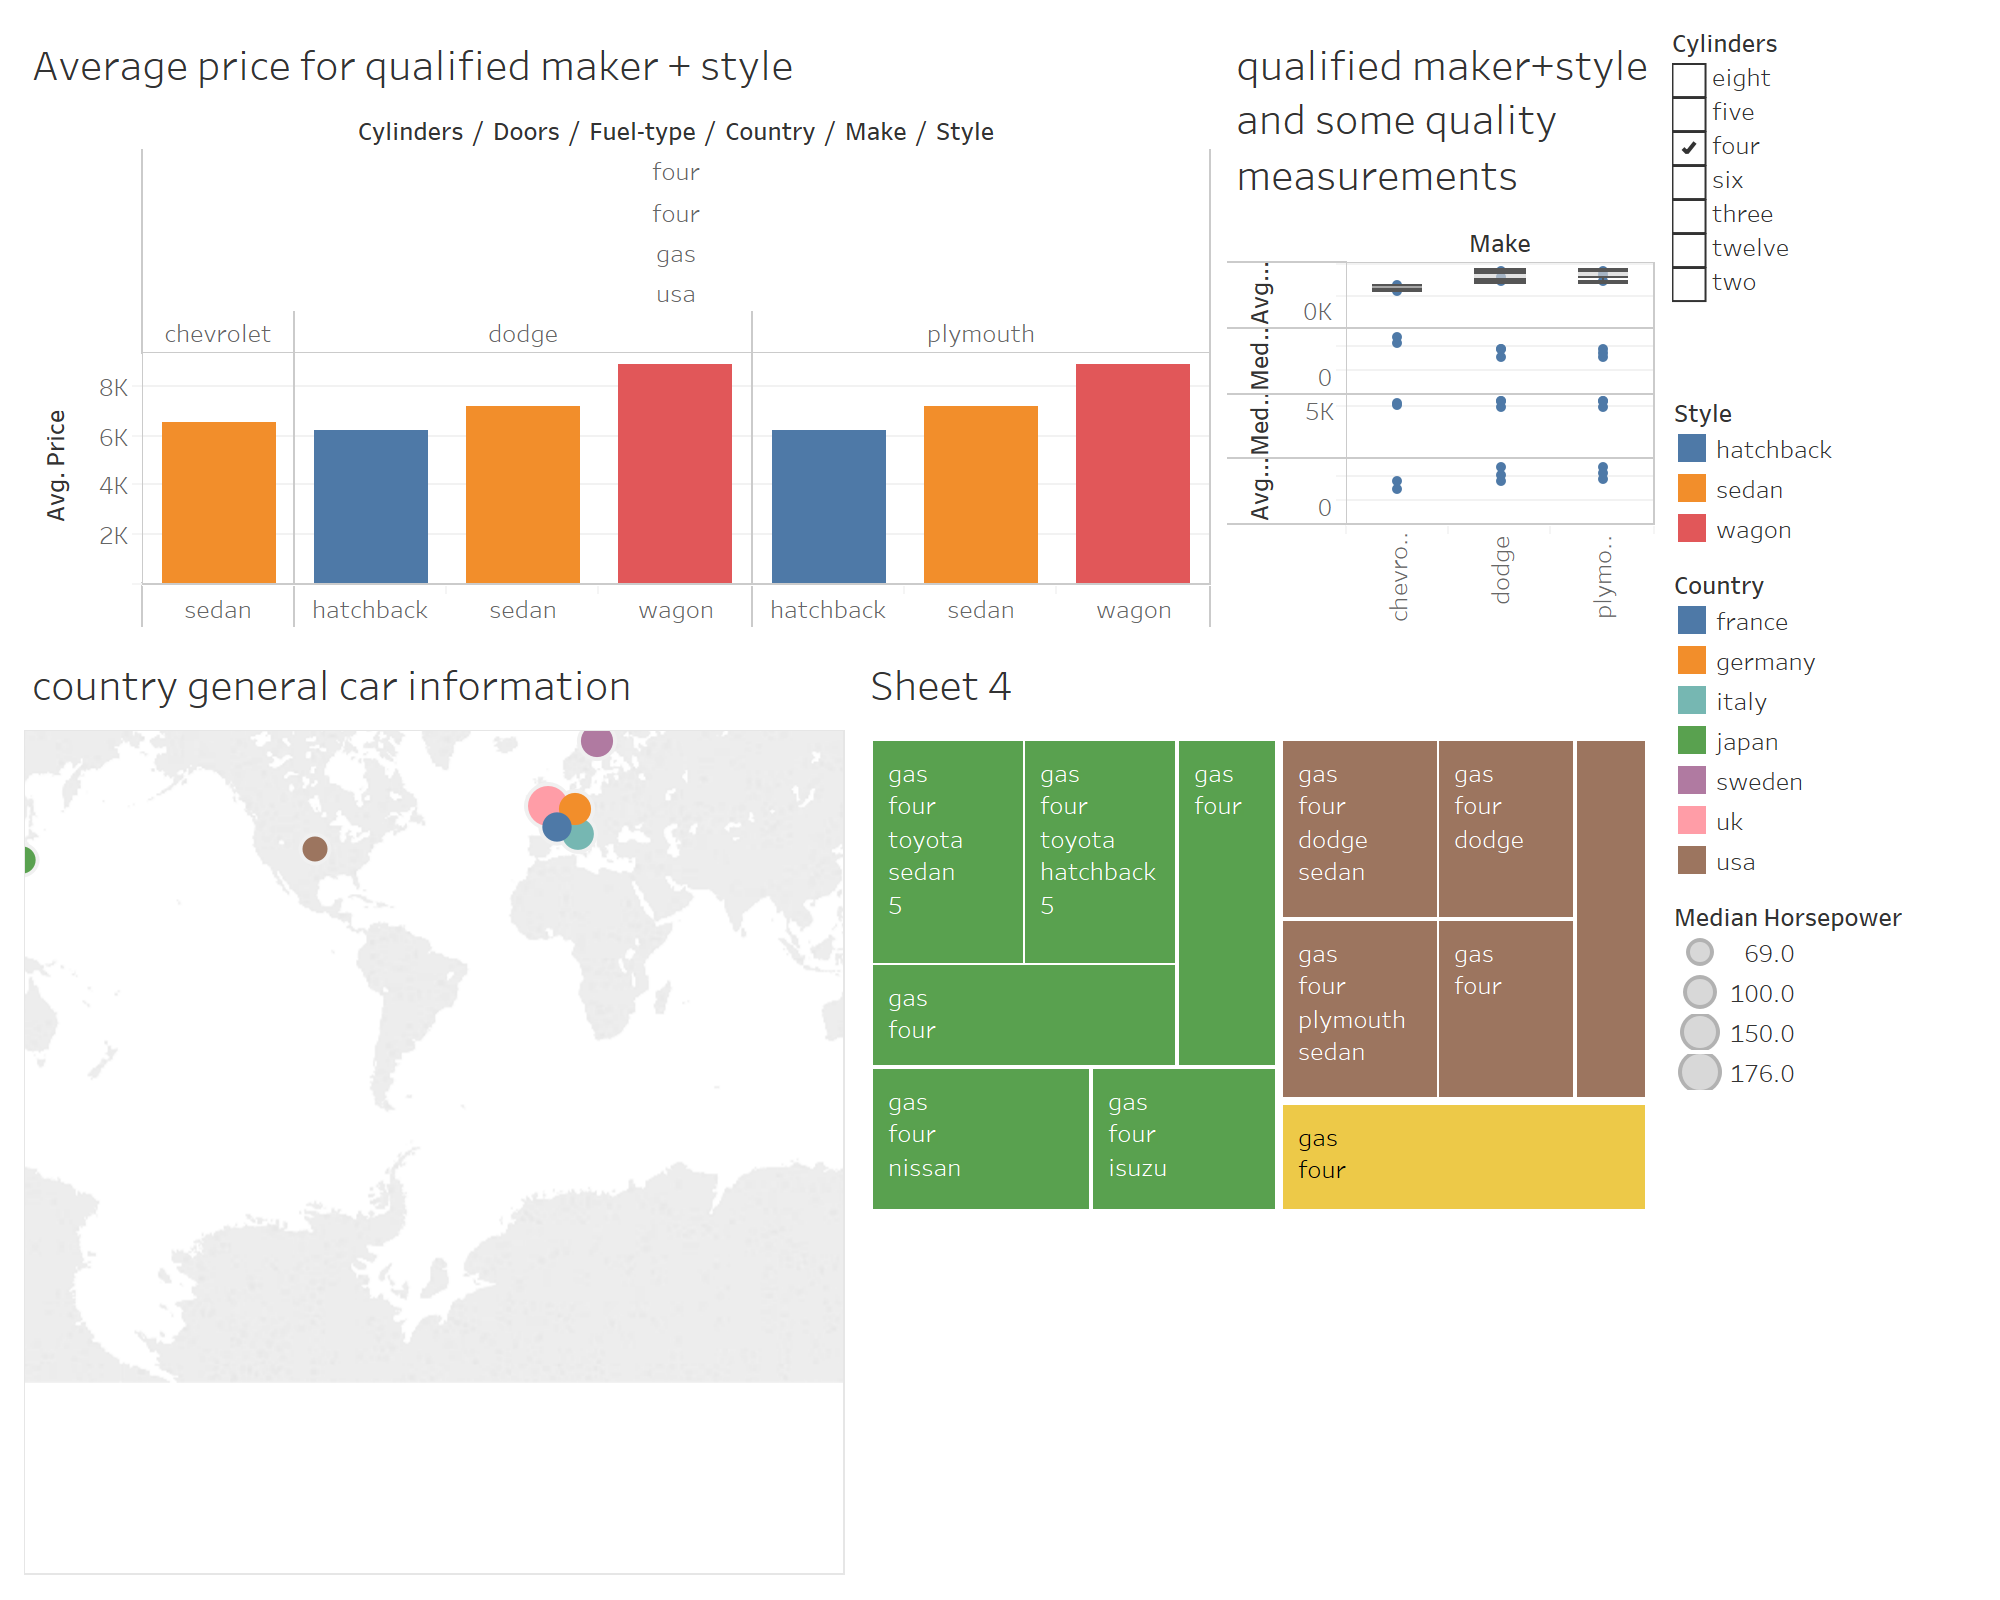 Average price for qualified maker + style
Cylinders / Doors / Fuel-type / Country / Make / Style
four
four
gas
usa
chevrolet
dodge
plymouth
Avg. Price
8K
6K
4K
2K
sedan
hatchback
sedan
wagon
hatchback
sedan
wagon
qualified maker+style
and some quality
measurements
Make
Avg...
0K
Med..
0
Med..
5K
Avg...
0
chevro..
dodge
plymo..
Cylinders
eight
five
four
six
three
twelve
two
Style
hatchback
sedan
wagon
Country
france
germany
italy
japan
sweden
uk
usa
Median Horsepower
69.0
100.0
150.0
176.0
country general car information
Sheet 4
gas
four
toyota
sedan
5
gas
four
toyota
hatchback
5
gas
four
gas
four
gas
four
nissan
gas
four
isuzu
gas
four
dodge
sedan
gas
four
dodge
gas
four
plymouth
sedan
gas
four
gas
four